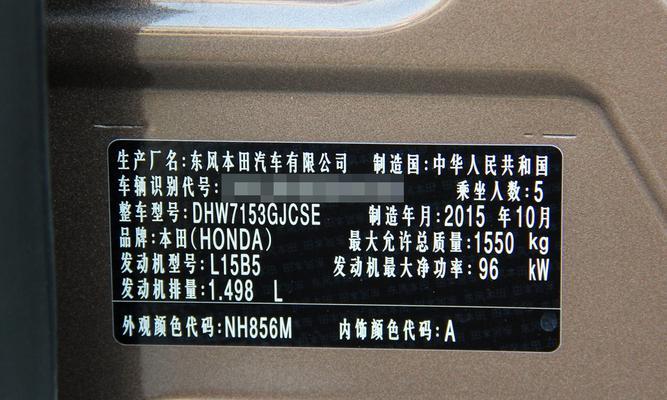 生产厂名:东风本田汽车有限公司 制造国:中华人民共和国
车辆识别代号: 乘坐人数:5
整车型号:DHW7153GJCSE 制造年月:2015 年10月
品牌:本田(HONDA) 最大允许总质量:1550 kg
发动机型号:L15B5 发动机最大净功率:96 kW
发动机排量:1.498 L
外观颜色代码:NH856M 内饰颜色代码:A